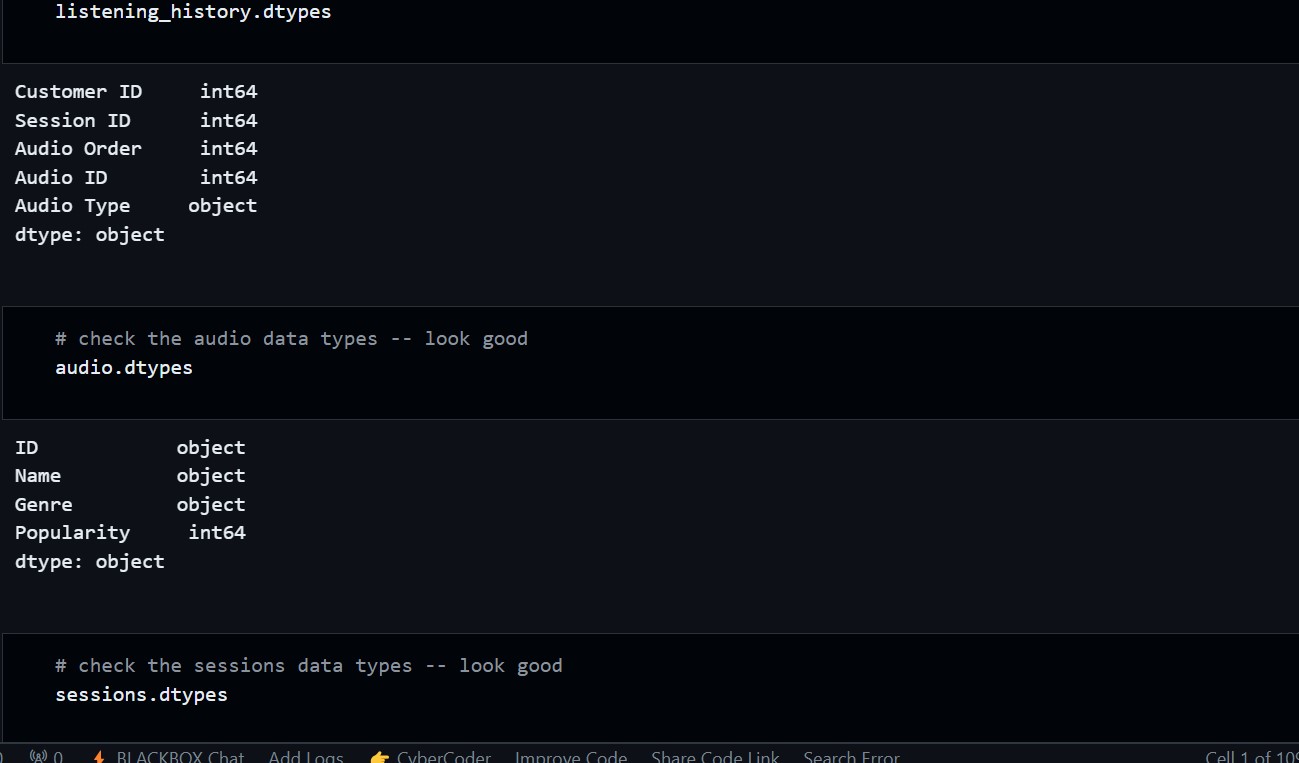 listening_history.dtypes
Customer ID int64
Session ID int64
Audio Order int64
Audio ID int64
Audio Type object
dtype: object
# check the audio data types -- look good
audio.dtypes
ID object
Name object
Genre object
Popularity int64
dtype: object
# check the sessions data types -- look good
sessions.dtypes
0 BLACKBOX Chat Add Logs CyberCoder Improve Code Share Code Link Search Error Cell 1 of 109